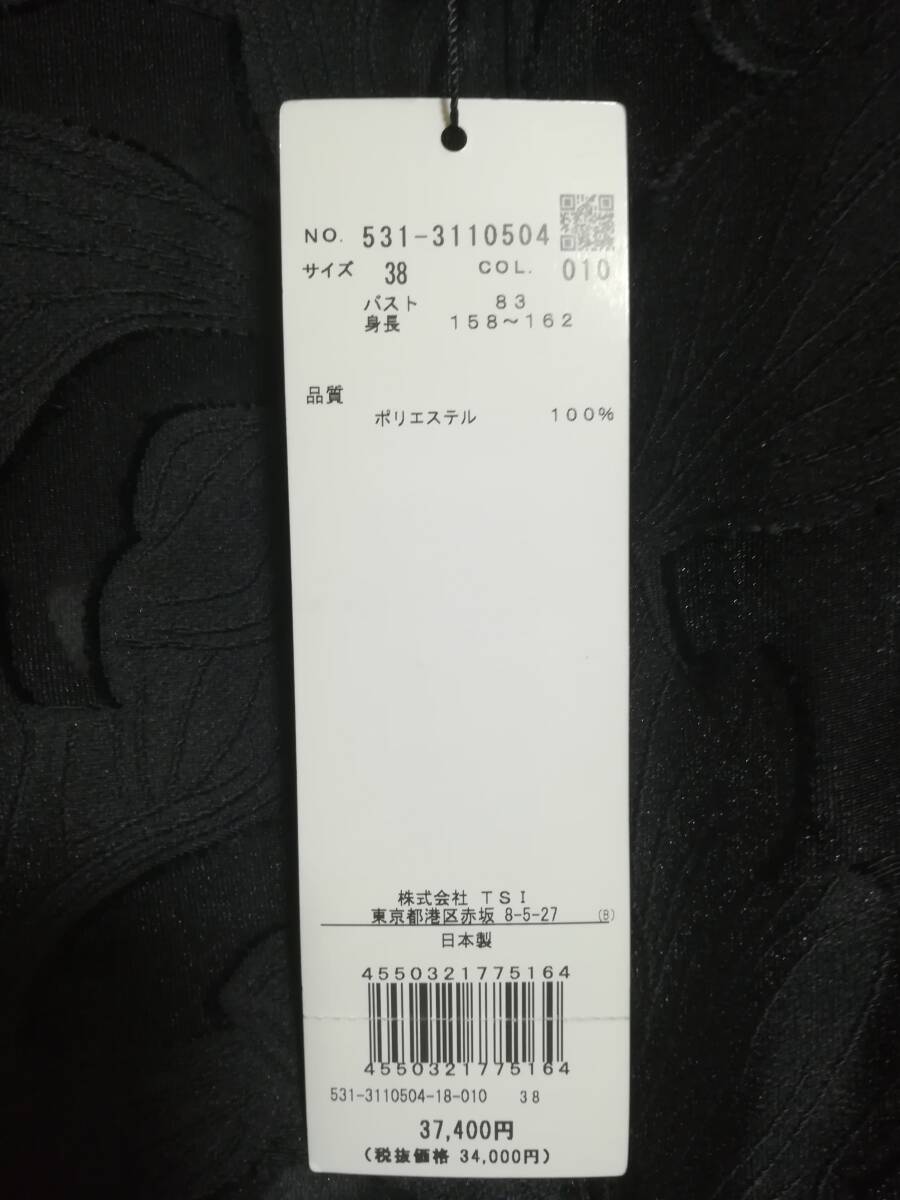 NO. 531-3110504
サイズ 38 COL. 010
バスト 83
身長 158~162
品質
ポリエステル 100%
株式会社 TSI
東京都港区赤坂 8-5-27 (B)
日本製
4550321775164
4550321775164
531-3110504-18-010 38
37,400円
(税抜価格 34,000円)